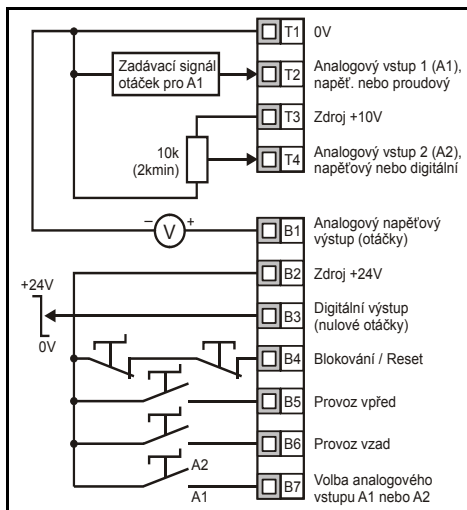 T1 0V
Zadávací signál
otáček pro A1
T2 Analogový vstup 1 (A1),
napěť. nebo proudový
T3 Zdroj +10V
10k
(2kmin)
T4 Analogový vstup 2 (A2),
napěťový nebo digitální
– V +
B1 Analogový napěťový
výstup (otáčky)
B2 Zdroj +24V
+24V
0V
B3 Digitální výstup
(nulové otáčky)
B4 Blokování / Reset
B5 Provoz vpřed
B6 Provoz vzad
A2
A1
B7 Volba analogového
vstupu A1 nebo A2